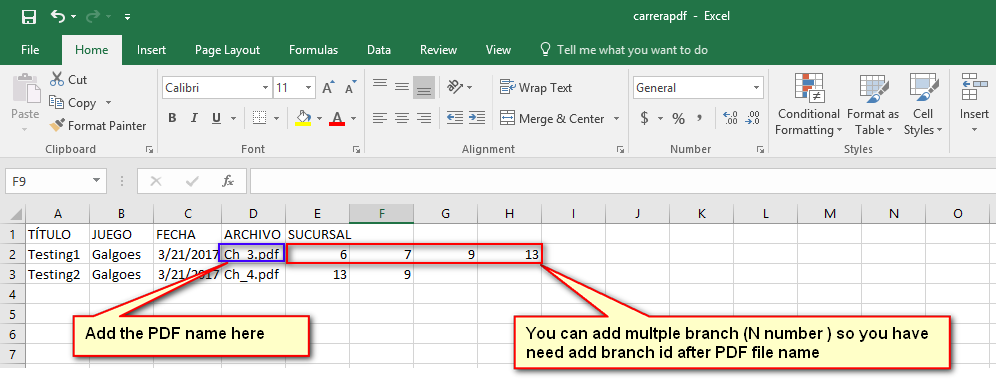 carrerapdf - Excel
File Home Insert Page Layout Formulas Data Review View Tell me what you want to do
Paste
Cut
Copy
Format Painter
Clipboard
Calibri 11 A A
B I U A
Font
Wrap Text
Merge & Center
Alignment
General
$ % , .00 .0
Number
Conditional Formatting
Format as Table
Cell Styles
Styles
Insert
F9 fx
A B C D E F G H I J K L M N O
1 TÍTULO JUEGO FECHA ARCHIVO SUCURSAL
2 Testing1 Galgoes 3/21/2017 Ch_3.pdf 6 7 9 13
3 Testing2 Galgoes 3/21/2017 Ch_4.pdf 13 9
4
5
6
7
Add the PDF name here
You can add multple branch (N number ) so you have
need add branch id after PDF file name